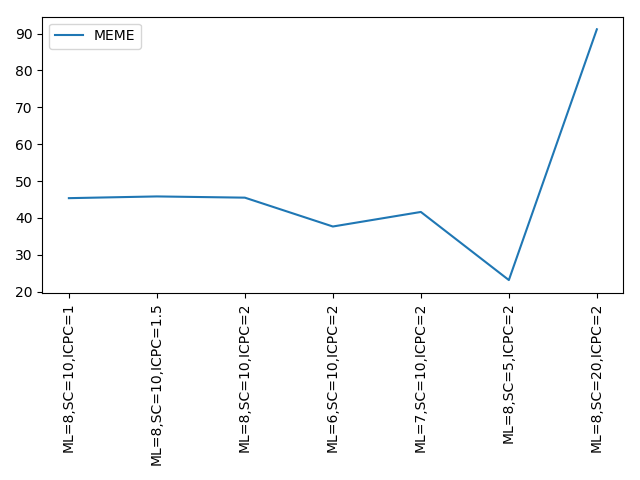 MEME
90
80
70
60
50
40
30
20
ML=8,SC=10,ICPC=1
ML=8,SC=10,ICPC=1.5
ML=8,SC=10,ICPC=2
ML=6,SC=10,ICPC=2
ML=7,SC=10,ICPC=2
ML=8,SC=5,ICPC=2
ML=8,SC=20,ICPC=2